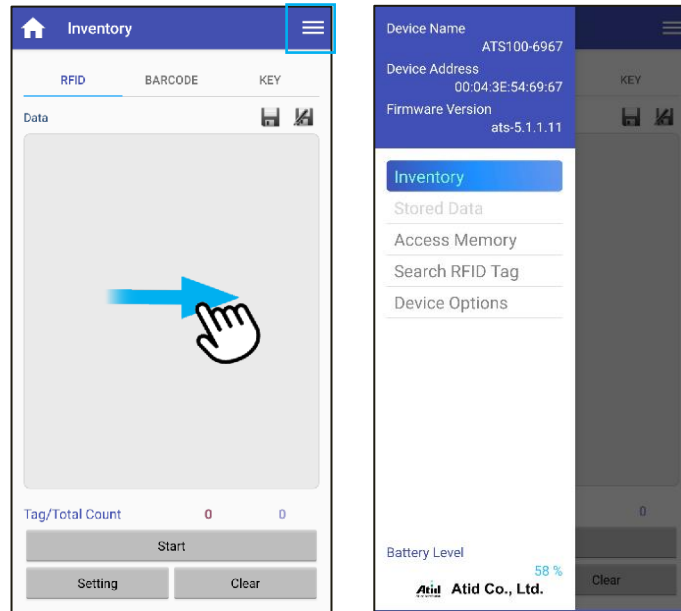 Inventory
RFID BARCODE KEY
Data
Tag/Total Count 0 0
Start
Setting Clear
Device Name
ATS100-6967
Device Address
00:04:3E:54:69:67
Firmware Version
ats-5.1.1.11
Inventory
Stored Data
Access Memory
Search RFID Tag
Device Options
Battery Level
58 %
Atid Atid Co., Ltd.
KEY
0
Clear